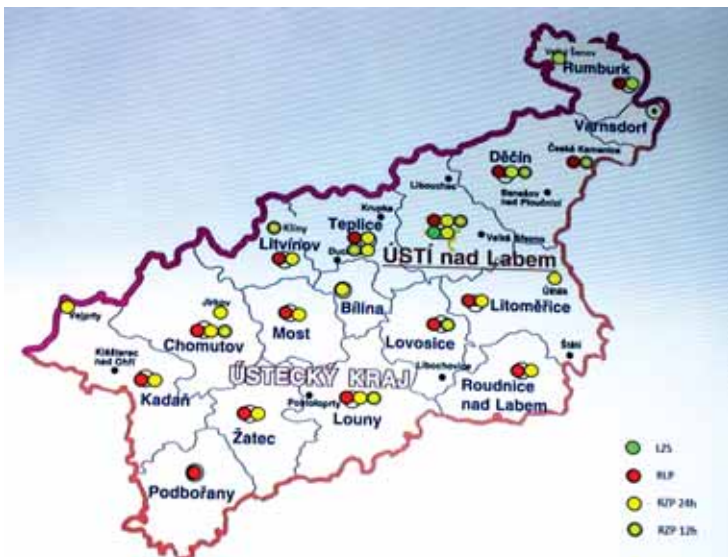 Velký Šenov
Rumburk
Varnsdorf
Česká Kamenice
Děčín
Libouchec
Benešov
nad Ploučnicí
Krupka
Teplice
Klíny
Litvínov
Duc
Velké Březno
ÚSTÍ nad Labem
Bílina
Úštěk
Litoměřice
Vejprty
Jirkov
Chomutov
Most
Lovosice
Štětí
Klášterec
nad Ohří
ÚSTECKÝ KRAJ
Libochovice
Kadaň
Postoloprty
Roudnice
nad Labem
Žatec
Louny
Podbořany
LZS
RLP
RZP 24h
RZP 12h